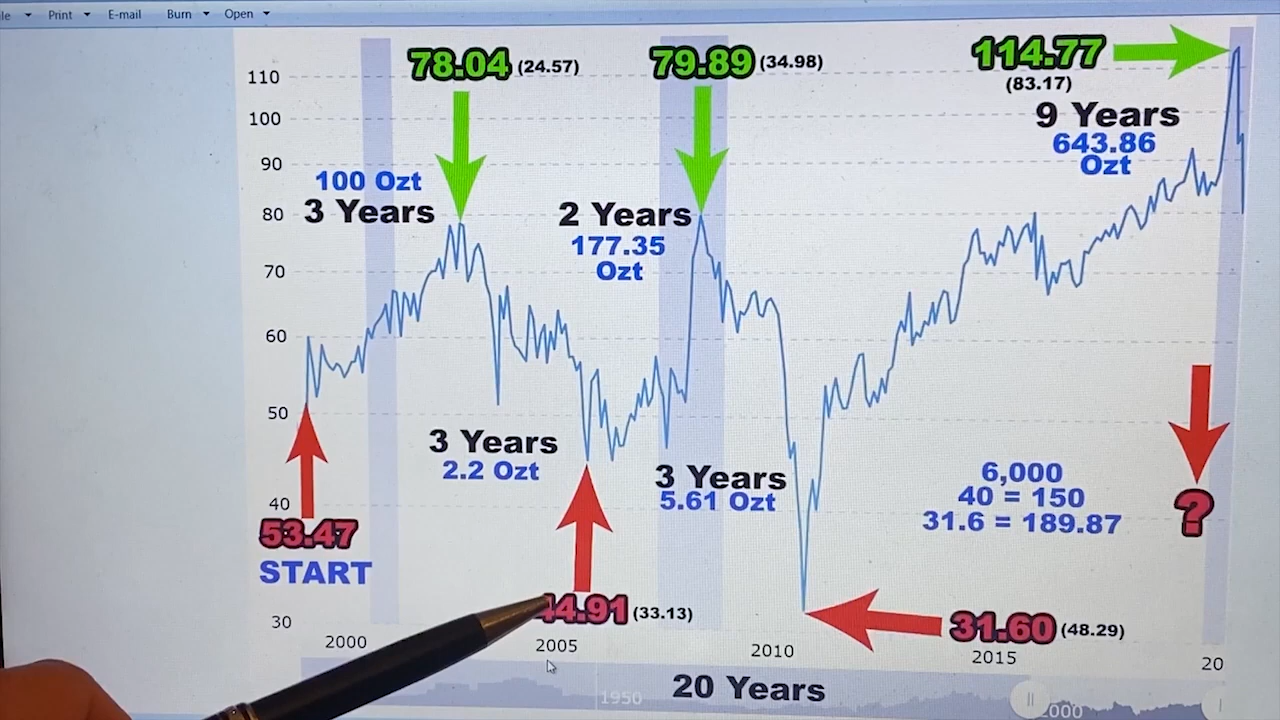 Print
E-mail
Burn
Open
78.04 (24.57)
79.89 (34.98)
114.77
(83.17)
9 Years
643.86
Ozt
110
100
90
80
70
60
50
40
30
100 Ozt
3 Years
2 Years
177.35
Ozt
3 Years
2.2 Ozt
3 Years
5.61 Ozt
6,000
40 = 150
31.6 = 189.87
?
53.47
START
44.91 (33.13)
31.60 (48.29)
2000
2005
2010
2015
20
1950
20 Years
2000